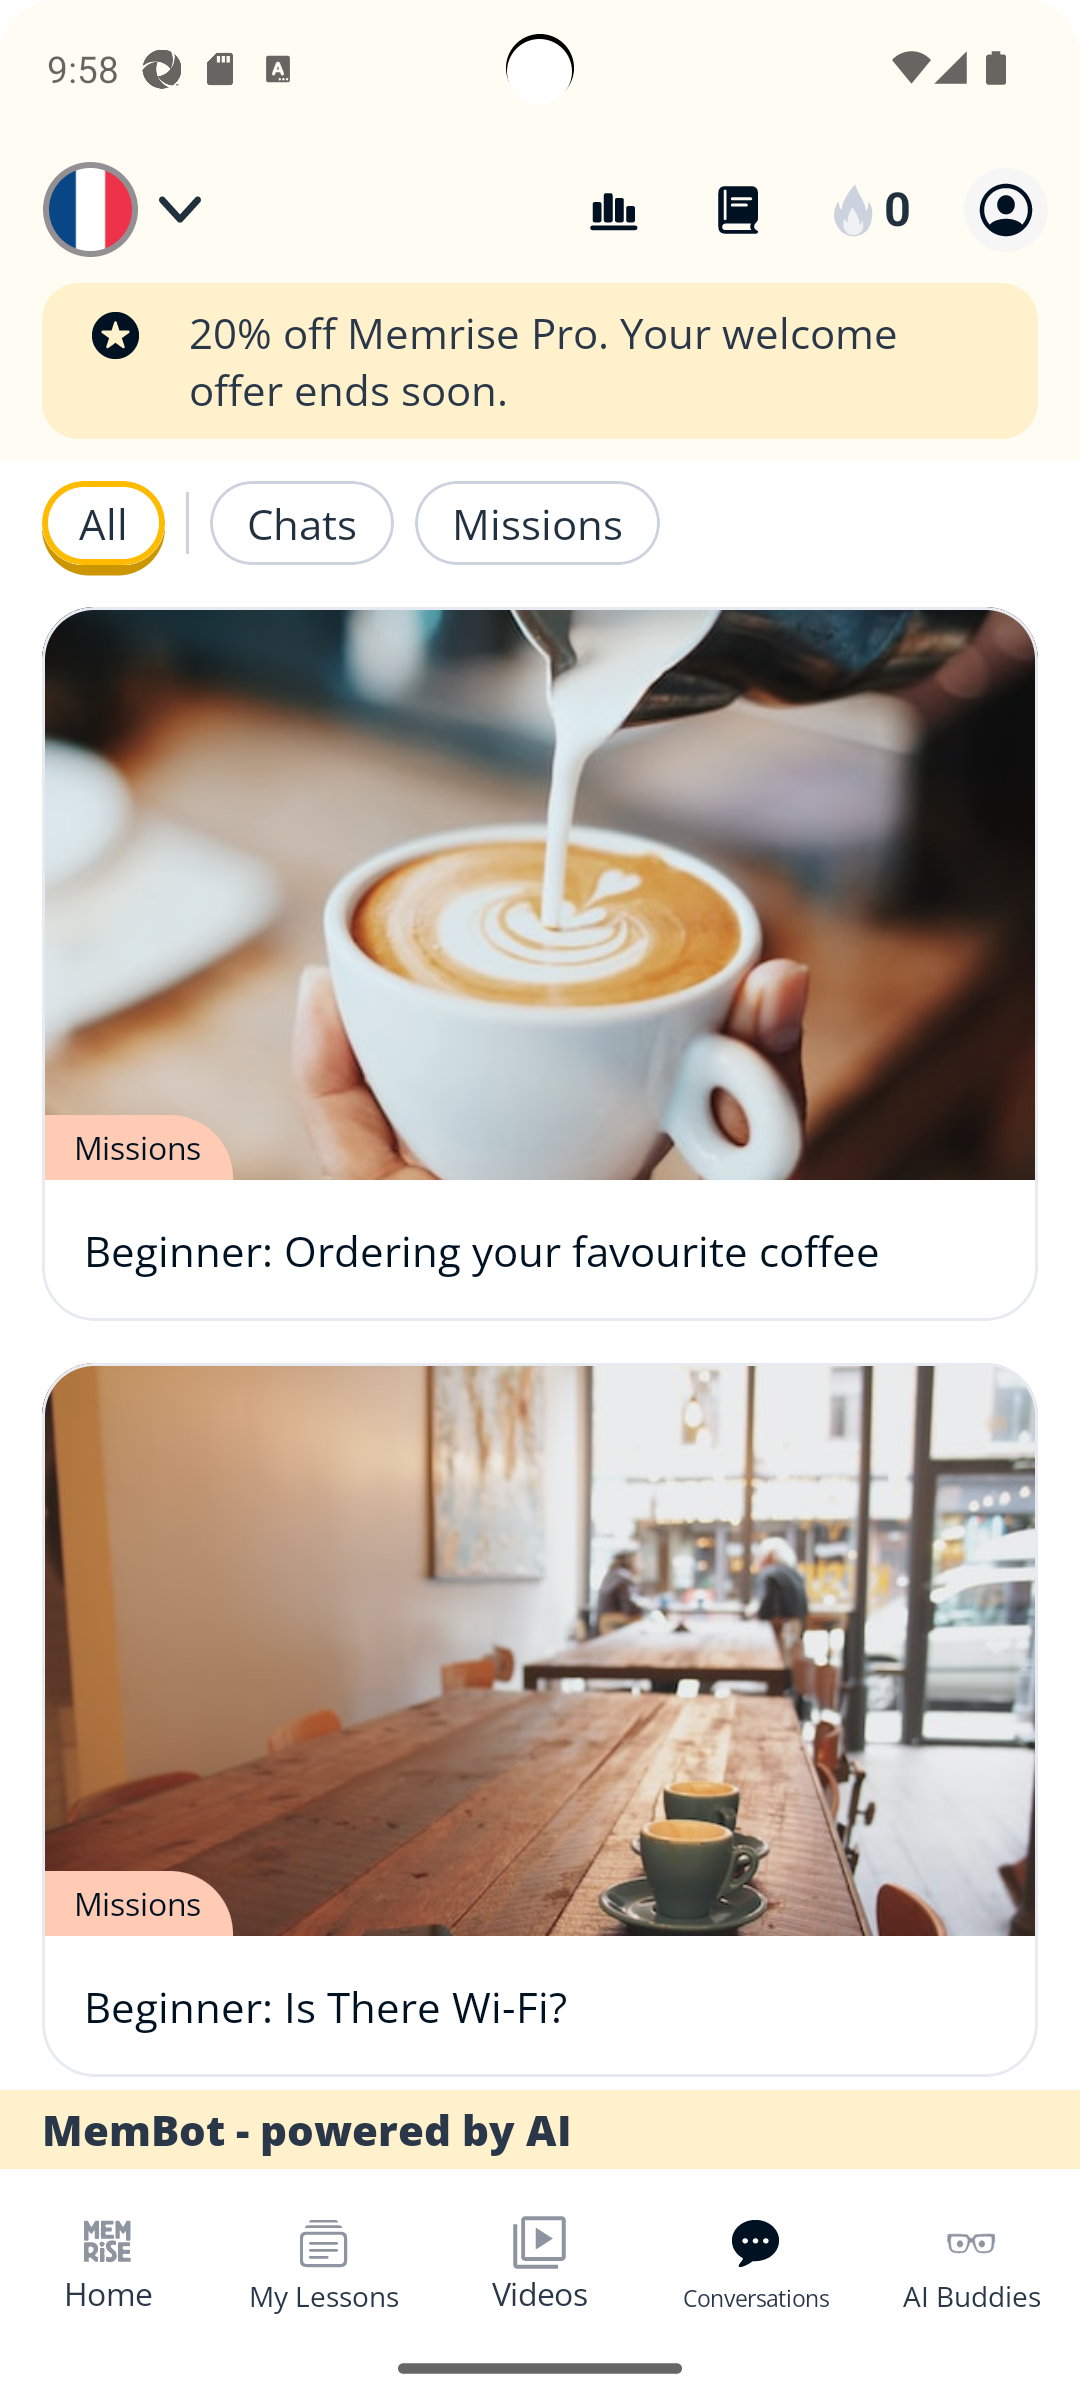 9:58
0
20% off Memrise Pro. Your welcome
offer ends soon.
All
Chats
Missions
Missions
Beginner: Ordering your favourite coffee
Missions
Beginner: Is There Wi-Fi?
MemBot - powered by AI
MEM
RiSE
Home
My Lessons
Videos
Conversations
AI Buddies